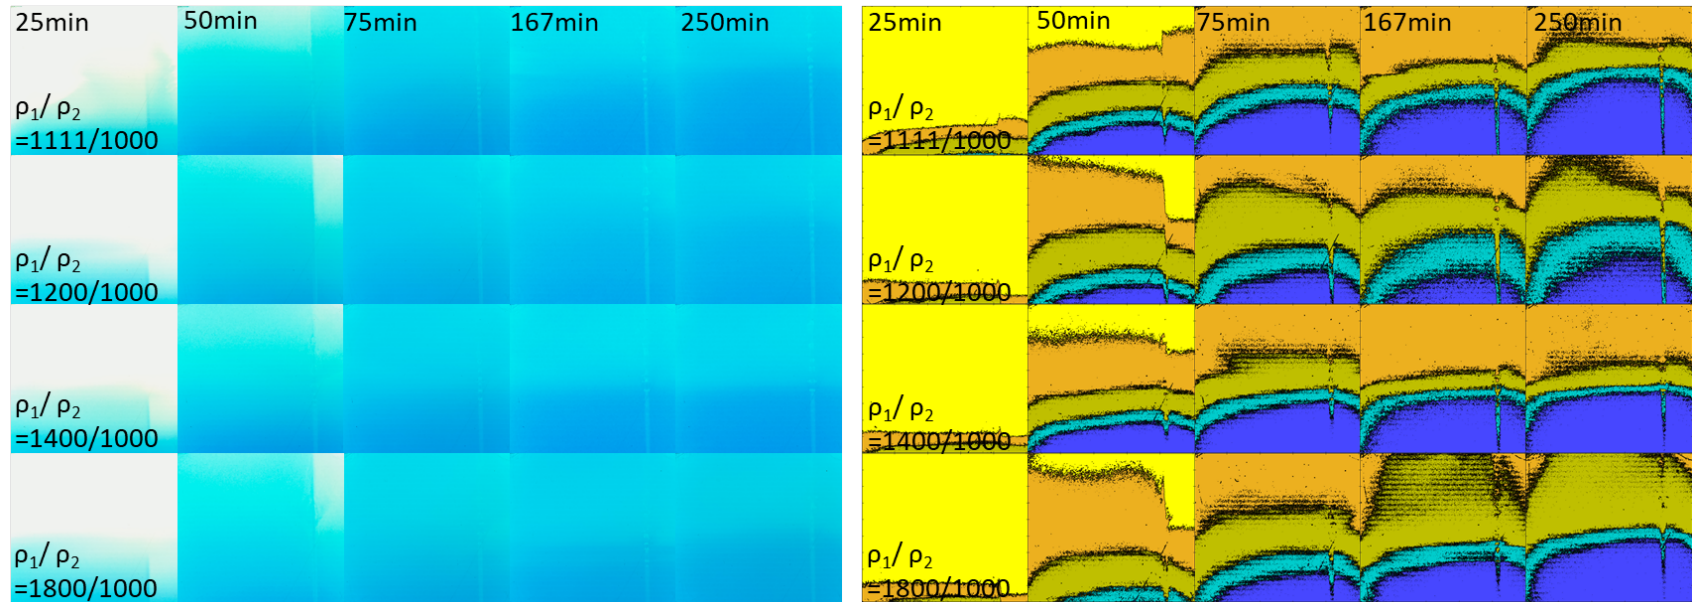 25min 50min 75min 167min 250min
ρ₁/ ρ₂
=1111/1000
ρ₁/ ρ₂
=1200/1000
ρ₁/ ρ₂
=1400/1000
ρ₁/ ρ₂
=1800/1000
25min 50min 75min 167min 250min
ρ₁/ ρ₂
=1111/1000
ρ₁/ ρ₂
=1200/1000
ρ₁/ ρ₂
=1400/1000
ρ₁/ ρ₂
=1800/1000